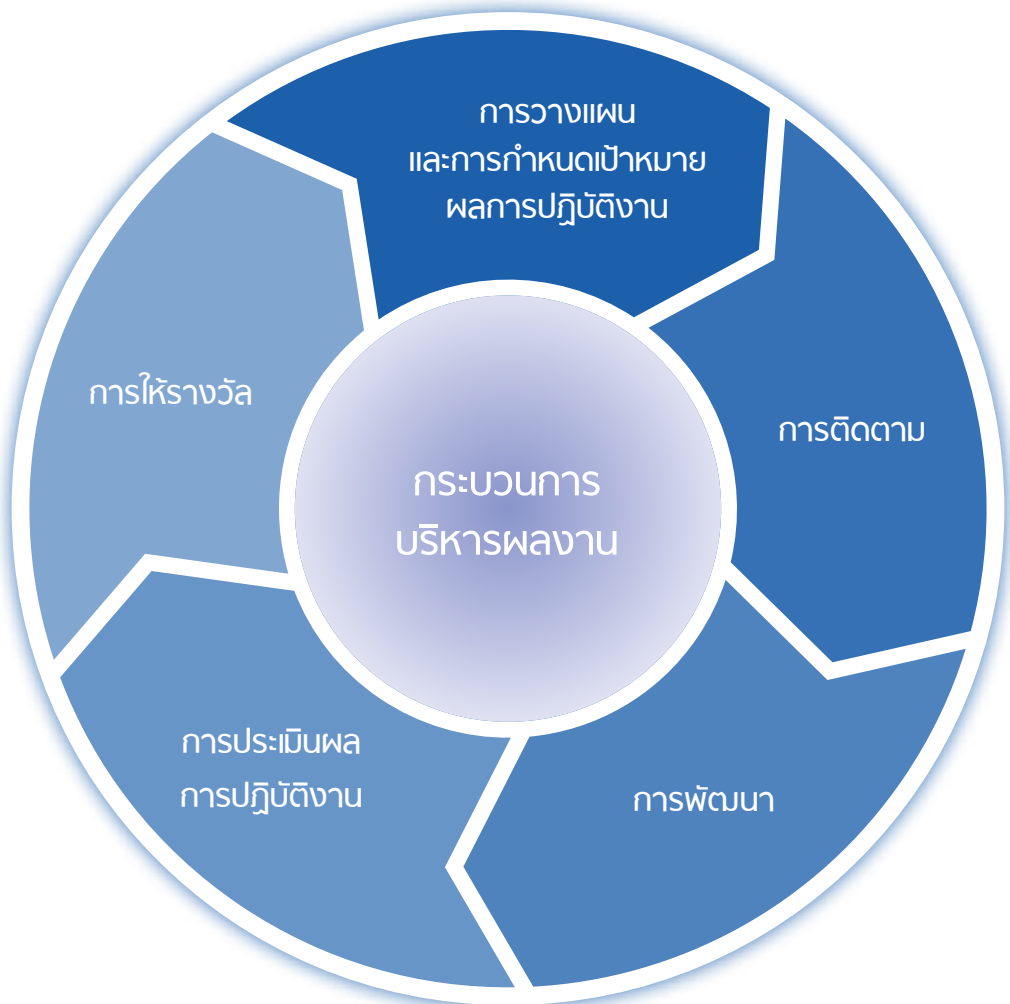 การวางแผน
และการกำหนดเป้าหมาย
ผลการปฏิบัติงาน
การติดตาม
การพัฒนา
การประเมินผล
การปฏิบัติงาน
การให้รางวัล
กระบวนการ
บริหารผลงาน